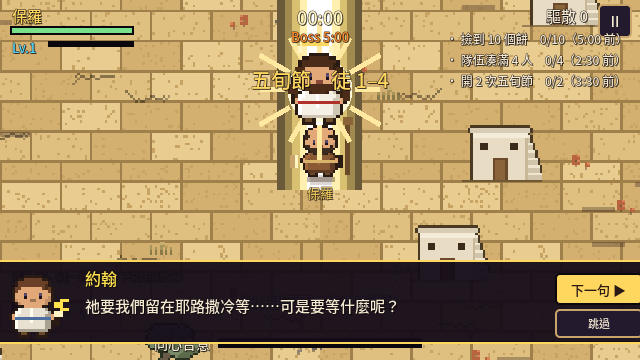 保羅
Lv.1
00:00
Boss 5:00
驅散 0
· 撿到 10 個餅 0/10（5:00 前）
· 隊伍湊滿 4 人 0/4（2:30 前）
· 開 2 次五旬節 0/2（3:30 前）
五旬節 徒 1–4
保羅
約翰
祂要我們留在耶路撒冷等⋯⋯可是要等什麼呢？
下一句 ▶
跳過